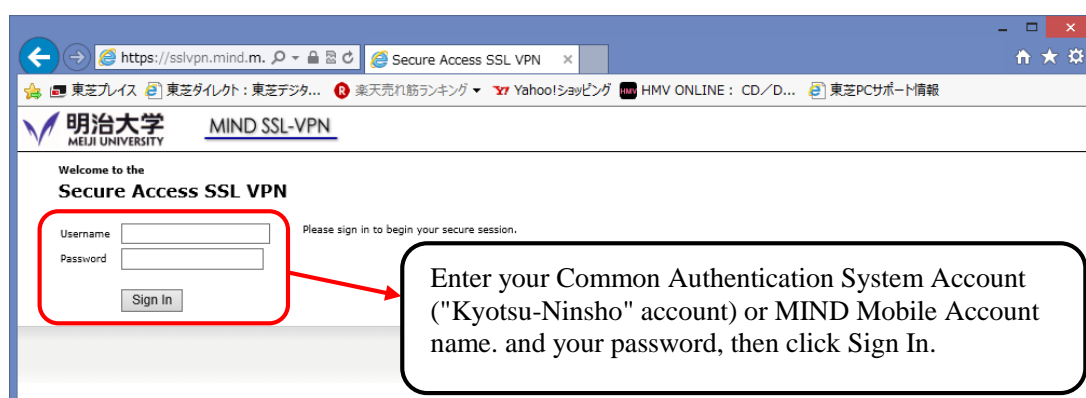 https://sslvpn.mind.m.
Secure Access SSL VPN
東芝プレイス 東芝ダイレクト：東芝デジタ... 楽天売れ筋ランキング Yahoo!ショッピング HMV ONLINE： CD／D... 東芝PCサポート情報
明治大学 MIND SSL-VPN
MEIJI UNIVERSITY
Welcome to the
Secure Access SSL VPN
Username
Please sign in to begin your secure session.
Password
Sign In
Enter your Common Authentication System Account
("Kyotsu-Ninsho" account) or MIND Mobile Account
name. and your password, then click Sign In.